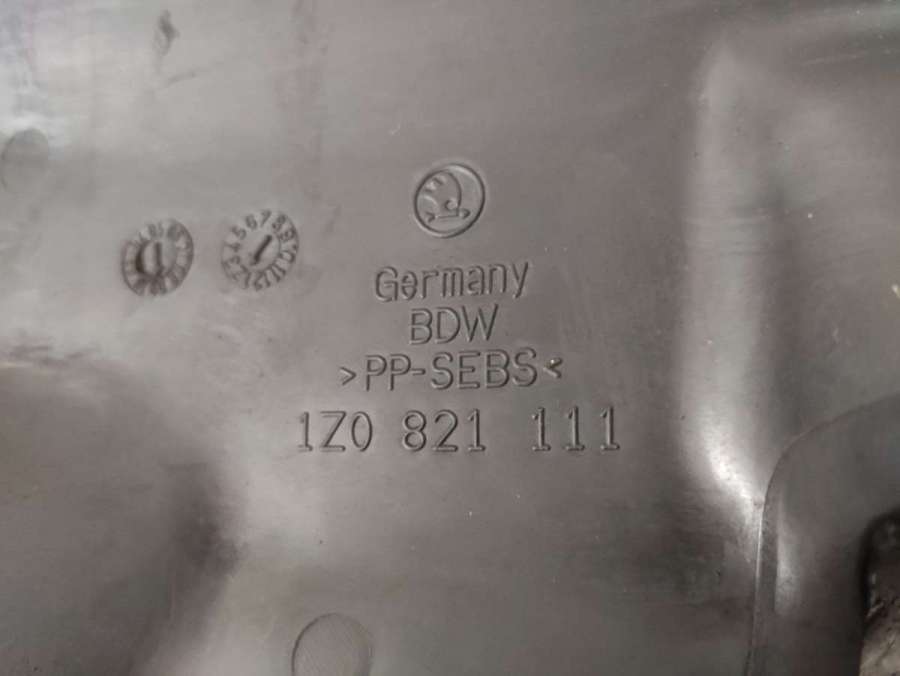 Germany
BDW
>PP-SEBS<
1Z0 821 111